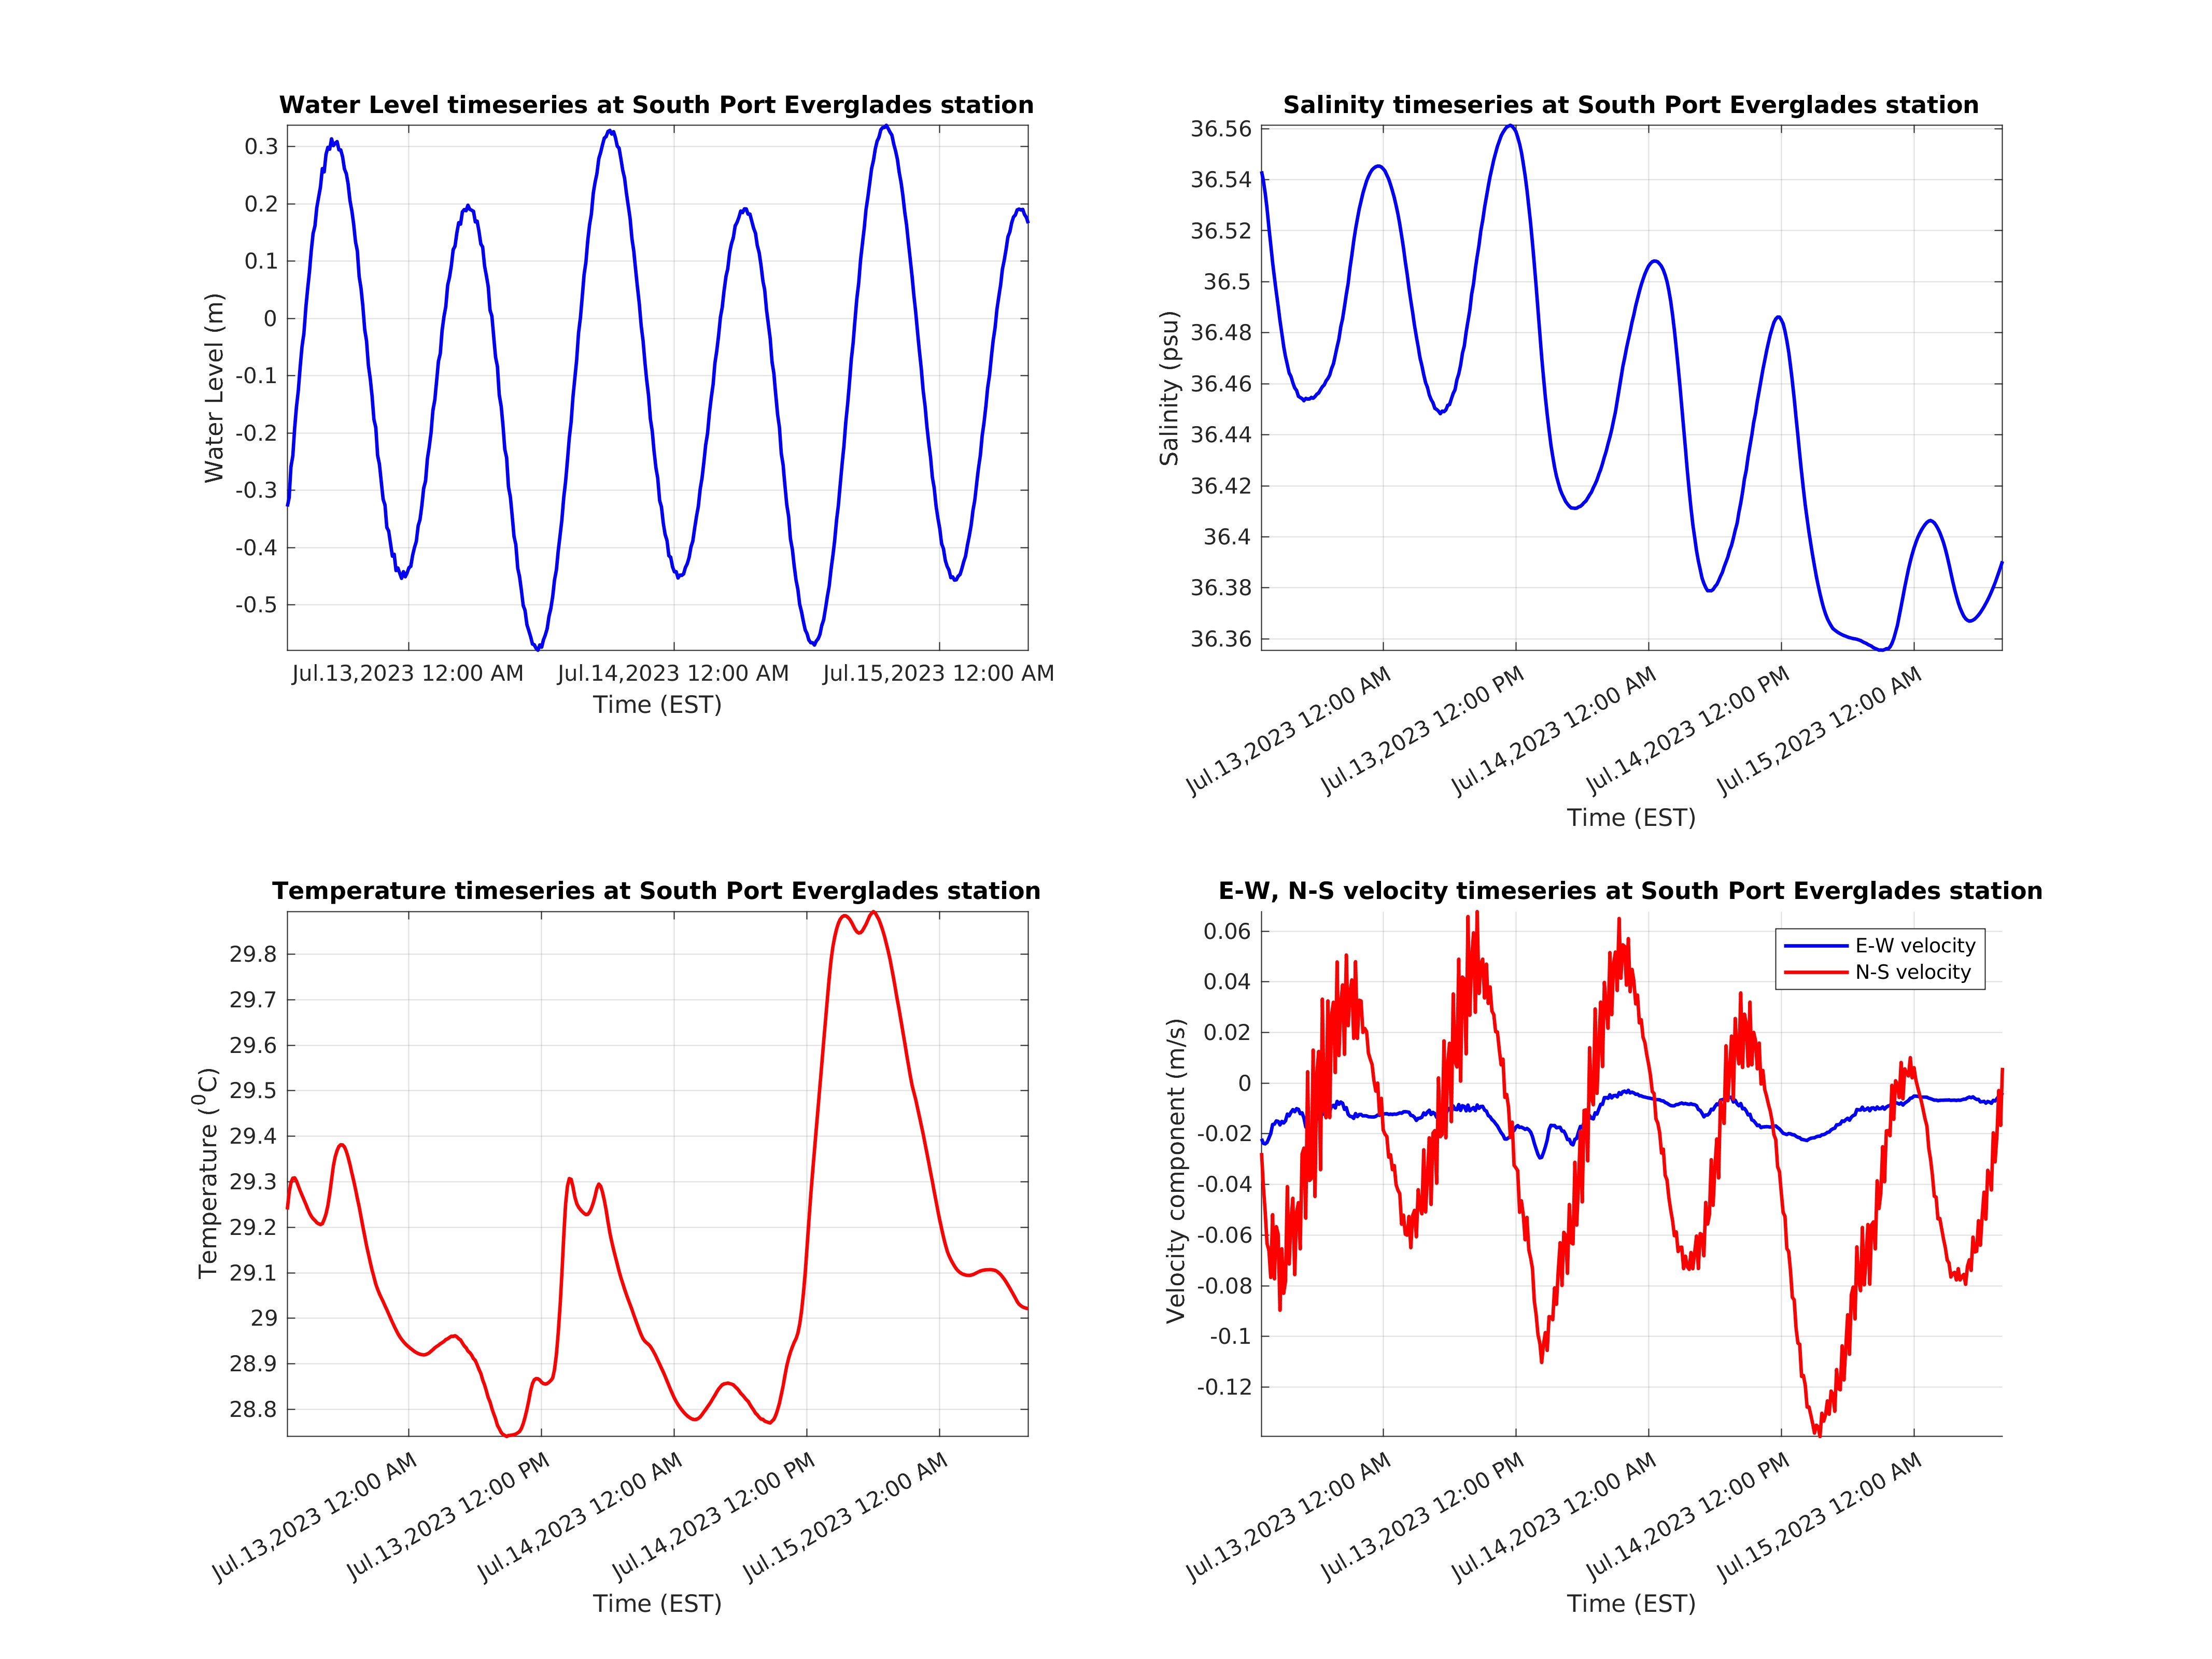 Water Level timeseries at South Port Everglades station
0.3
0.2
0.1
0
-0.1
-0.2
-0.3
-0.4
-0.5
Water Level (m)
Jul.13,2023 12:00 AM
Jul.14,2023 12:00 AM
Jul.15,2023 12:00 AM
Time (EST)
Salinity timeseries at South Port Everglades station
36.56
36.54
36.52
36.5
36.48
36.46
36.44
36.42
36.4
36.38
36.36
Salinity (psu)
Jul.13,2023 12:00 AM
Jul.13,2023 12:00 PM
Jul.14,2023 12:00 AM
Jul.14,2023 12:00 PM
Jul.15,2023 12:00 AM
Time (EST)
Temperature timeseries at South Port Everglades station
29.8
29.7
29.6
29.5
29.4
29.3
29.2
29.1
29
28.9
28.8
Temperature (⁰C)
Jul.13,2023 12:00 AM
Jul.13,2023 12:00 PM
Jul.14,2023 12:00 AM
Jul.14,2023 12:00 PM
Jul.15,2023 12:00 AM
Time (EST)
E-W, N-S velocity timeseries at South Port Everglades station
0.06
0.04
0.02
0
-0.02
-0.04
-0.06
-0.08
-0.1
-0.12
Velocity component (m/s)
E-W velocity
N-S velocity
Jul.13,2023 12:00 AM
Jul.13,2023 12:00 PM
Jul.14,2023 12:00 AM
Jul.14,2023 12:00 PM
Jul.15,2023 12:00 AM
Time (EST)